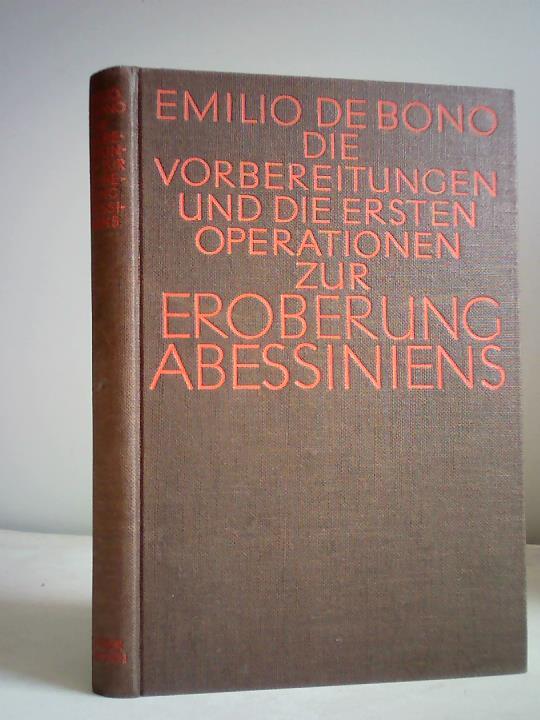 EMILIO DE BONO
DIE
VORBEREITUNGEN
UND DIE ERSTEN
OPERATIONEN
ZUR
EROBERUNG
ABESSINIENS